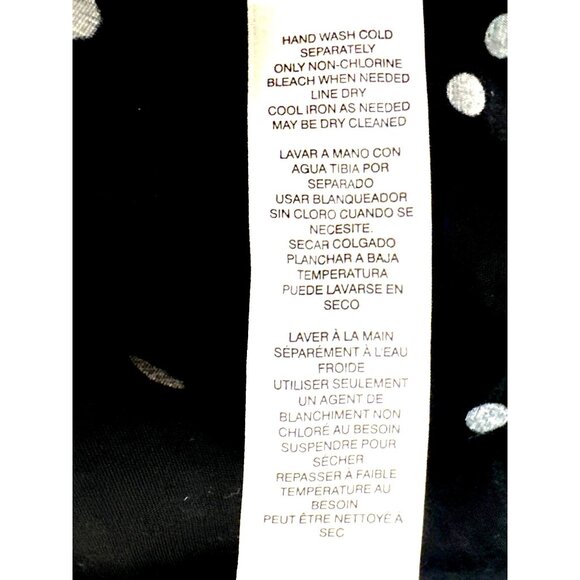 HAND WASH COLD
SEPARATELY
ONLY NON-CHLORINE
BLEACH WHEN NEEDED
LINE DRY
COOL IRON AS NEEDED
MAY BE DRY CLEANED
LAVAR A MANO CON
AGUA TIBIA POR
SEPARADO
USAR BLANQUEADOR
SIN CLORO CUANDO SE
NECESITE.
SECAR COLGADO
PLANCHAR A BAJA
TEMPERATURA
PUEDE LAVARSE EN
SECO
LAVER À LA MAIN
SÉPARÉMENT À L'EAU
FROIDE
UTILISER SEULEMENT
UN AGENT DE
BLANCHIMENT NON
CHLORÉ AU BESOIN
SUSPENDRE POUR
SÉCHER
REPASSER A FAIBLE
TEMPERATURE AU
BESOIN
PEUT ÊTRE NETTOYÉ À
SEC